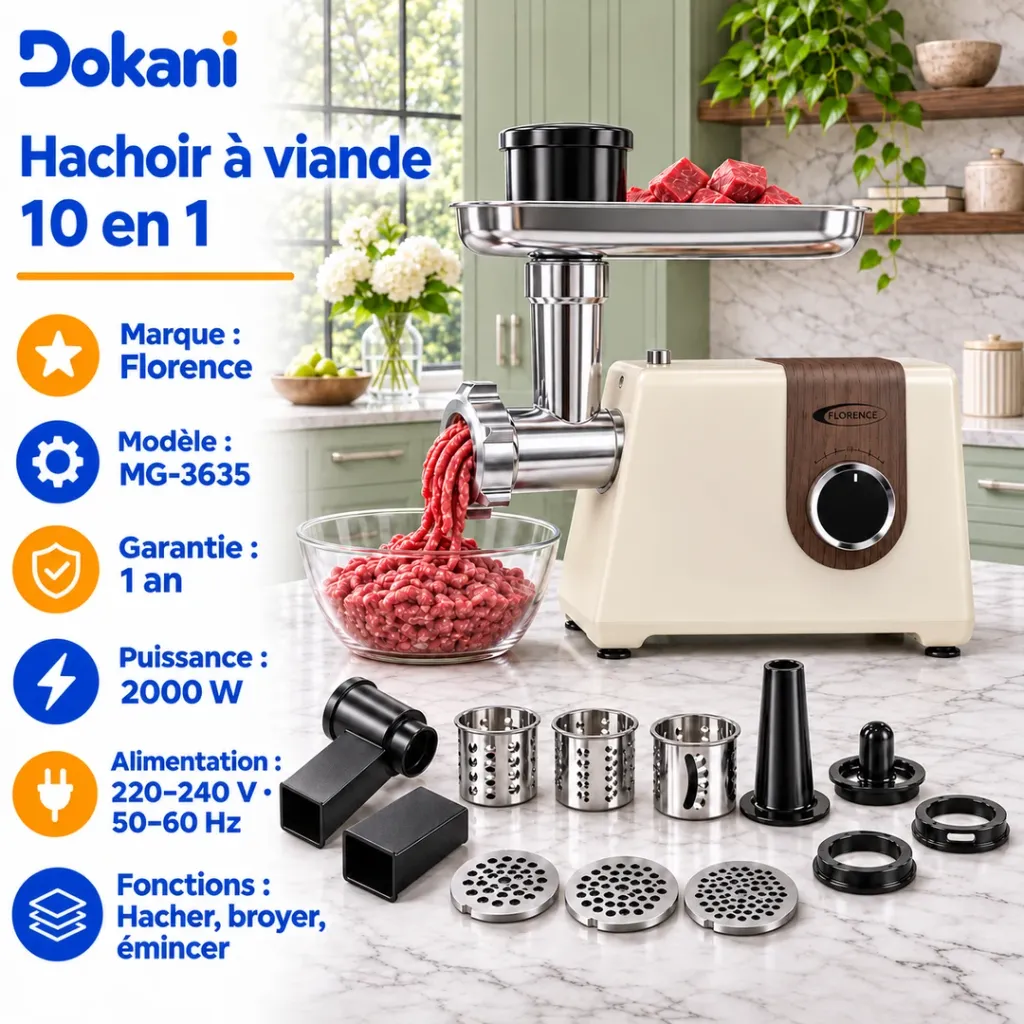 Dokani
Hachoir à viande
10 en 1
Marque :
Florence
Modèle :
MG-3635
Garantie :
1 an
Puissance :
2000 W
Alimentation :
220-240 V •
50-60 Hz
Fonctions :
Hacher, broyer,
émincer
FLORENCE